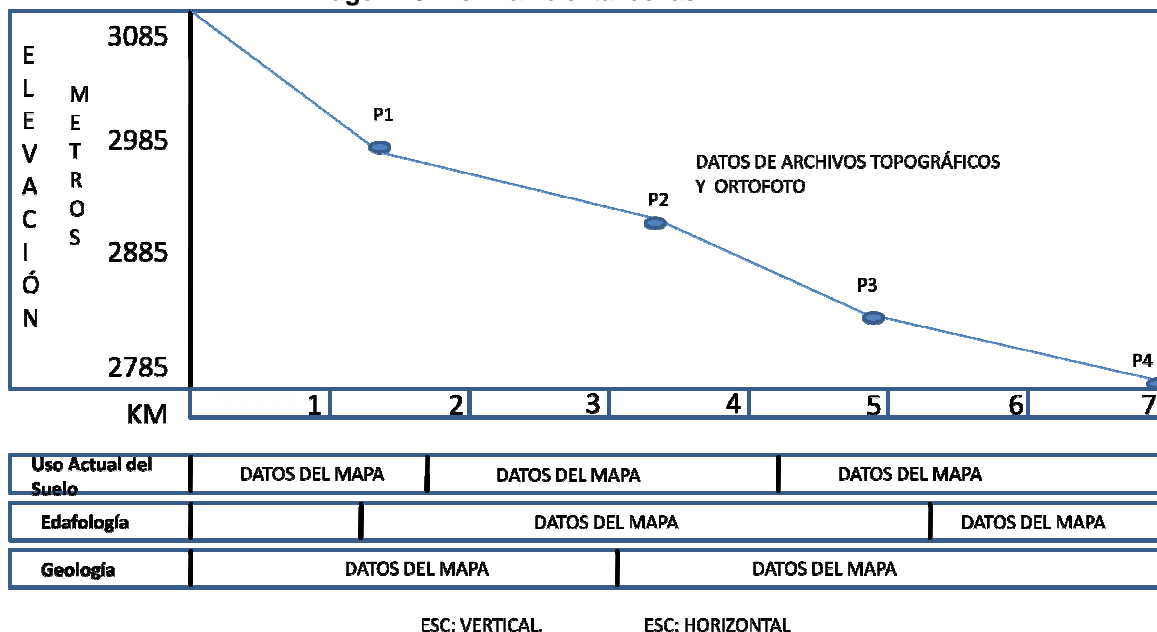 3085
ELEVACIÓN
METROS
P1
2985
DATOS DE ARCHIVOS TOPOGRÁFICOS
Y ORTOFOTO
P2
2885
P3
2785
P4
KM 1 2 3 4 5 6 7
Uso Actual del
Suelo
DATOS DEL MAPA DATOS DEL MAPA DATOS DEL MAPA
Edafología DATOS DEL MAPA DATOS DEL MAPA
Geología DATOS DEL MAPA DATOS DEL MAPA
ESC: VERTICAL. ESC: HORIZONTAL